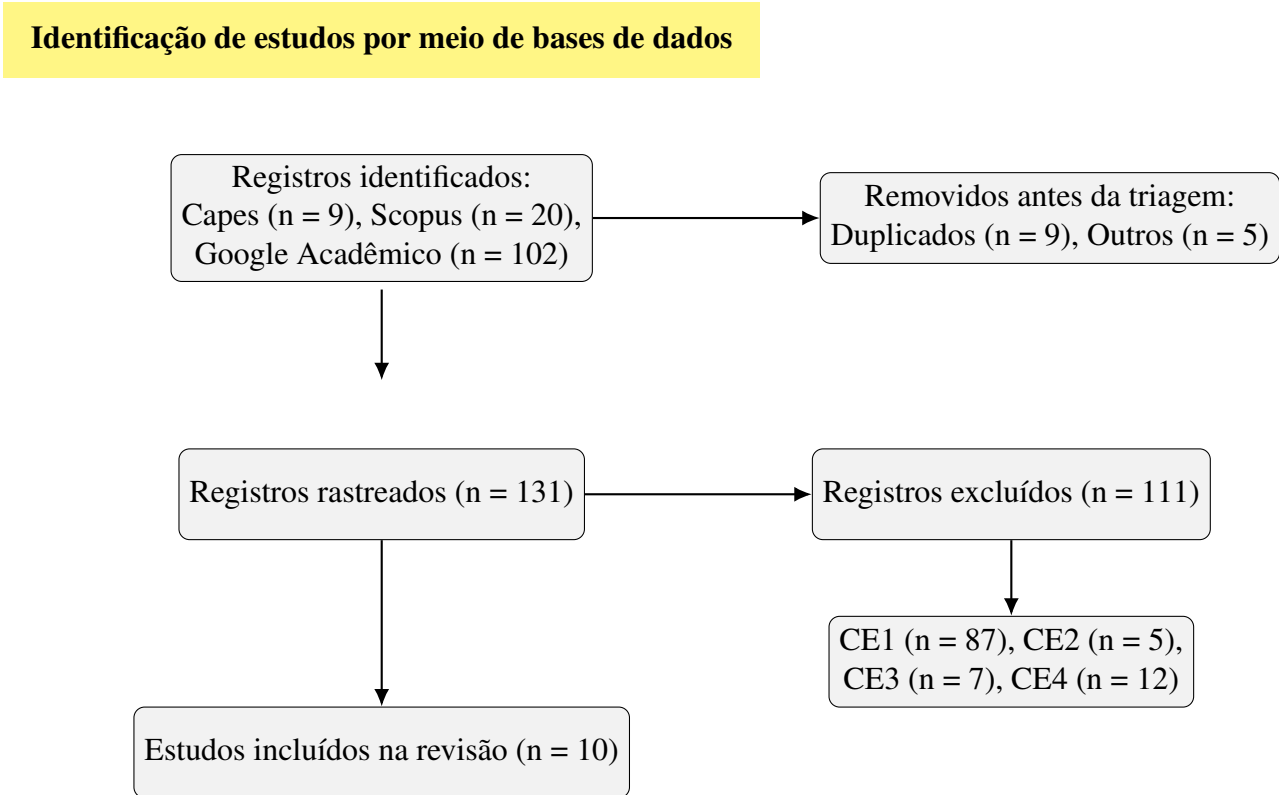 Identificação de estudos por meio de bases de dados
Registros identificados:
Capes (n = 9), Scopus (n = 20),
Google Acadêmico (n = 102)
Removidos antes da triagem:
Duplicados (n = 9), Outros (n = 5)
Registros rastreados (n = 131)
Registros excluídos (n = 111)
CE1 (n = 87), CE2 (n = 5),
CE3 (n = 7), CE4 (n = 12)
Estudos incluídos na revisão (n = 10)